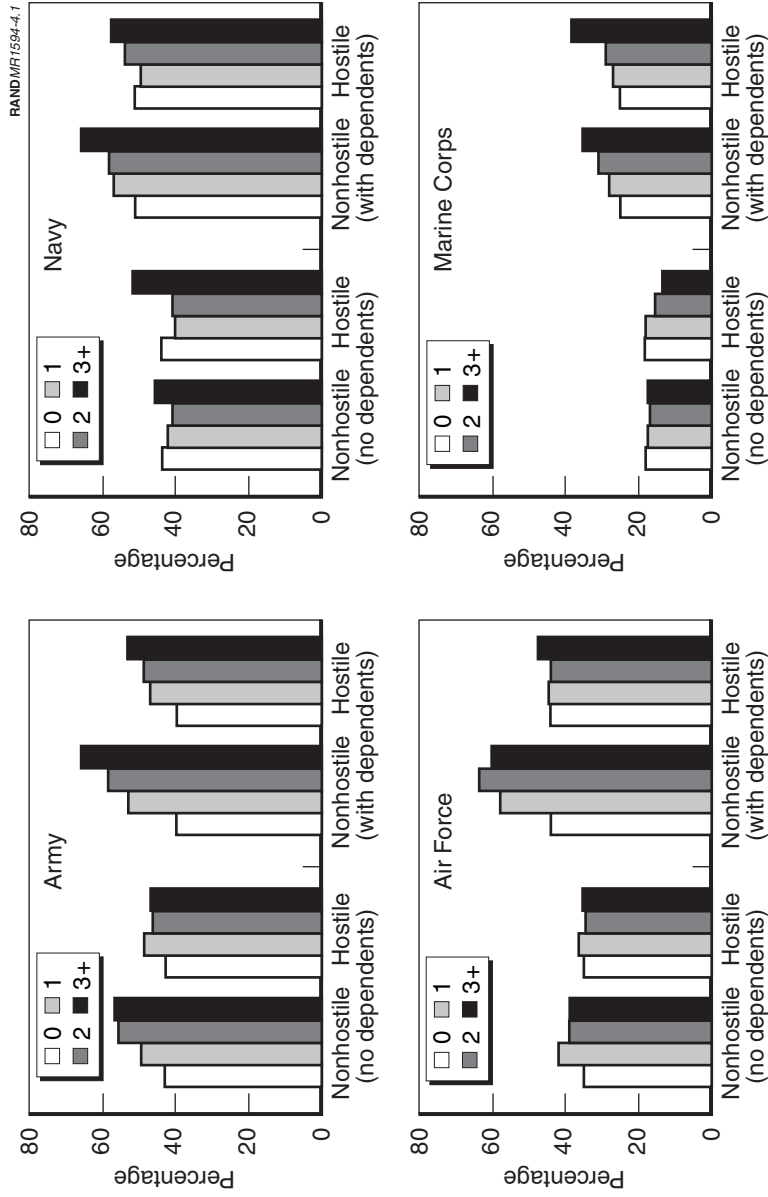 RANDMR1594-4.1
Army
0 1
2 3+
80
60
40
20
0
Percentage
Nonhostile Hostile Nonhostile Hostile
(no dependents) (with dependents)
Navy
0 1
2 3+
80
60
40
20
0
Percentage
Nonhostile Hostile Nonhostile Hostile
(no dependents) (with dependents)
Air Force
0 1
2 3+
80
60
40
20
0
Percentage
Nonhostile Hostile Nonhostile Hostile
(no dependents) (with dependents)
Marine Corps
0 1
2 3+
80
60
40
20
0
Percentage
Nonhostile Hostile Nonhostile Hostile
(no dependents) (with dependents)